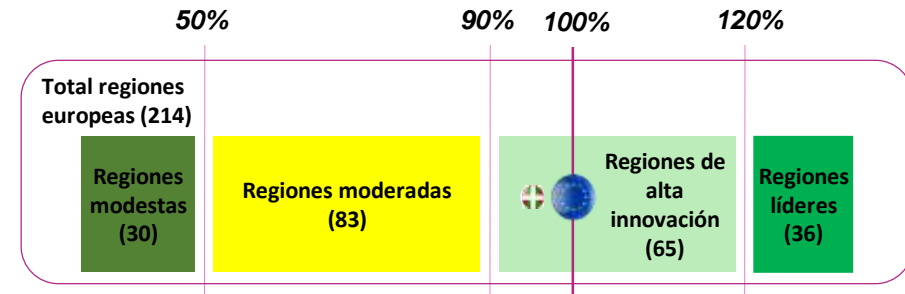 50%
90%
100%
120%
Total regiones
europeas (214)
Regiones
modestas
(30)
Regiones moderadas
(83)
Regiones de
alta
innovación
(65)
Regiones
líderes
(36)